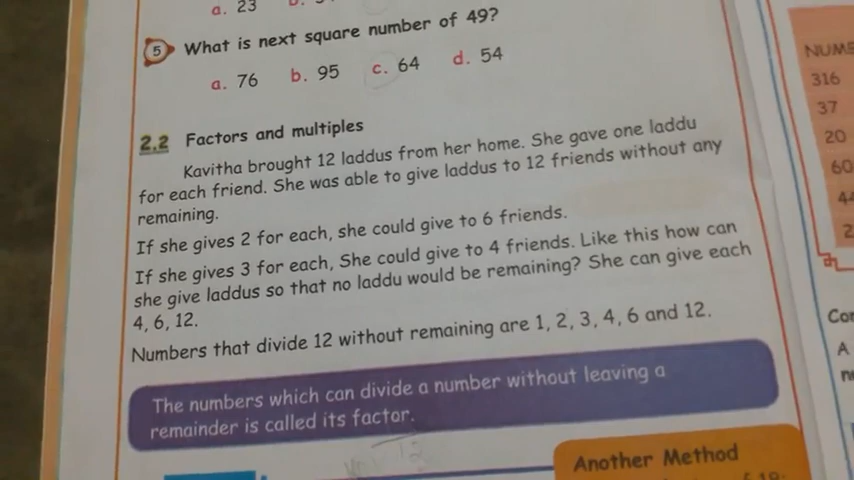 a. 23
5 What is next square number of 49?
a. 76 b. 95 c. 64 d. 54
2.2 Factors and multiples
Kavitha brought 12 laddus from her home. She gave one laddu
for each friend. She was able to give laddus to 12 friends without any
remaining.
If she gives 2 for each, she could give to 6 friends.
If she gives 3 for each, She could give to 4 friends. Like this how can
she give laddus so that no laddu would be remaining? She can give each
4, 6, 12.
Numbers that divide 12 without remaining are 1, 2, 3, 4, 6 and 12.
The numbers which can divide a number without leaving a
remainder is called its factor.
Another Method
316
37
20
A